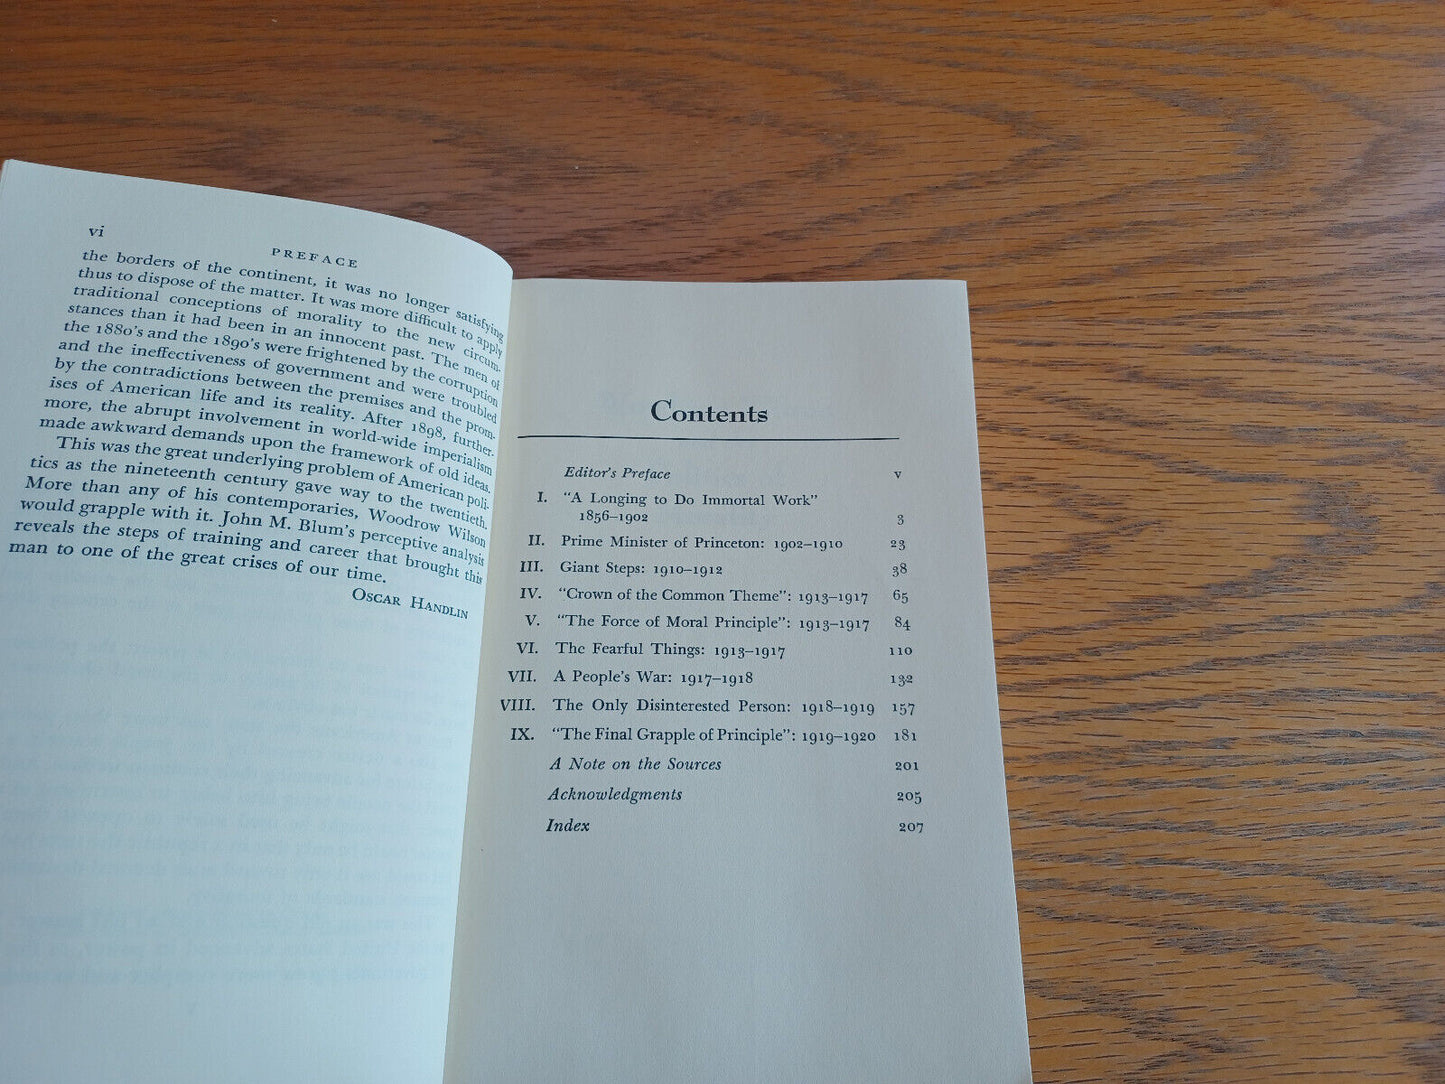 vi
PREFACE
the borders of the continent, it was no longer satisfying
thus to dispose of the matter. It was more difficult to apply
traditional conceptions of morality to the new circum-
stances than it had been in an innocent past. The men of
the 1880's and the 1890's were frightened by the corruption
and the ineffectiveness of government and were troubled
by the contradictions between the premises and the prom-
ises of American life and its reality. After 1898, further-
more, the abrupt involvement in world-wide imperialism
made awkward demands upon the framework of old ideas.
This was the great underlying problem of American poli-
tics as the nineteenth century gave way to the twentieth.
More than any of his contemporaries, Woodrow Wilson
would grapple with it. John M. Blum's perceptive analysis
reveals the steps of training and career that brought this
man to one of the great crises of our time.
OSCAR HANDLIN
Contents
Editor's Preface v
I. "A Longing to Do Immortal Work"
1856–1902 3
II. Prime Minister of Princeton: 1902–1910 23
III. Giant Steps: 1910–1912 38
IV. "Crown of the Common Theme": 1913–1917 65
V. "The Force of Moral Principle": 1913–1917 84
VI. The Fearful Things: 1913–1917 110
VII. A People's War: 1917–1918 132
VIII. The Only Disinterested Person: 1918–1919 157
IX. "The Final Grapple of Principle": 1919–1920 181
A Note on the Sources 201
Acknowledgments 205
Index 207